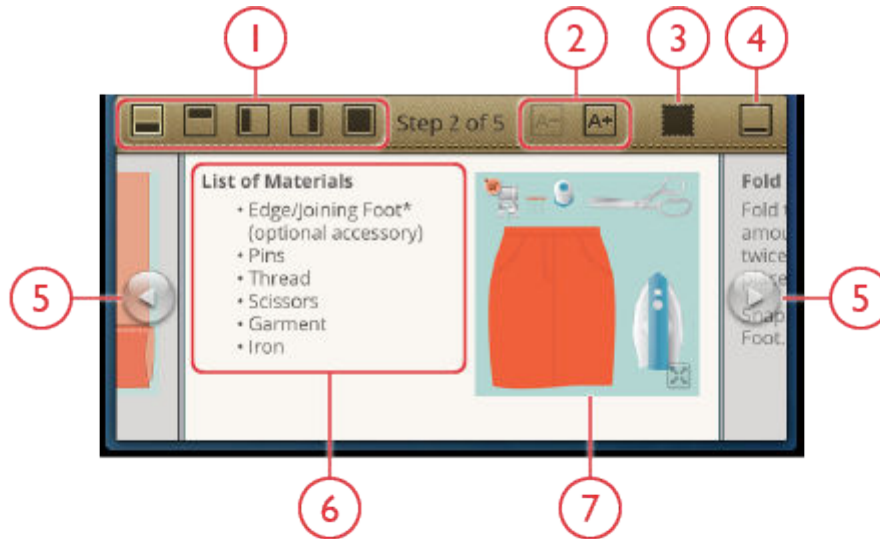 1
2
3
4
A-
A+
Step 2 of 5
List of Materials
• Edge/Joining Foot*
(optional accessory)
• Pins
• Thread
• Scissors
• Garment
• Iron
Fold
Fold
amou
twice
Snap
Foot.
5
5
6
7